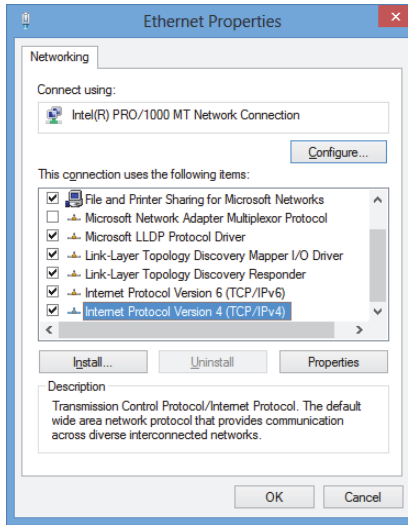 Ethernet Properties
Networking
Connect using:
Intel(R) PRO/1000 MT Network Connection
Configure...
This connection uses the following items:
File and Printer Sharing for Microsoft Networks
Microsoft Network Adapter Multiplexor Protocol
Microsoft LLDP Protocol Driver
Link-Layer Topology Discovery Mapper I/O Driver
Link-Layer Topology Discovery Responder
Internet Protocol Version 6 (TCP/IPv6)
Internet Protocol Version 4 (TCP/IPv4)
Install... Uninstall Properties
Description
Transmission Control Protocol/Internet Protocol. The default
wide area network protocol that provides communication
across diverse interconnected networks.
OK Cancel